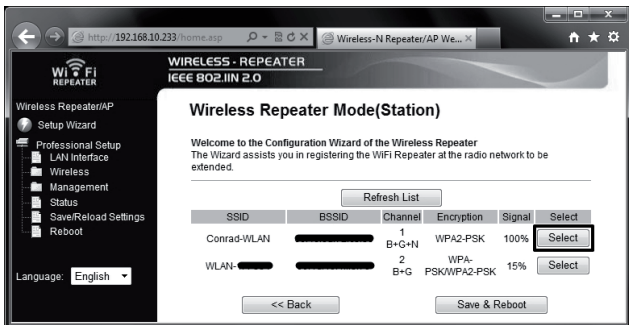 http://192.168.10.233/home.asp
Wireless-N Repeater/AP We...
Wi Fi
REPEATER
WIRELESS - REPEATER
IEEE 802.11N 2.0
Wireless Repeater/AP
Setup Wizard
Professional Setup
LAN Interface
Wireless
Management
Status
Save/Reload Settings
Reboot
Language: English
Wireless Repeater Mode(Station)
Welcome to the Configuration Wizard of the Wireless Repeater
The Wizard assists you in registering the WiFi Repeater at the radio network to be
extended.
Refresh List
SSID BSSID Channel Encryption Signal Select
Conrad-WLAN 1 B+G+N WPA2-PSK 100% Select
WLAN- 2 B+G WPA-PSK/WPA2-PSK 15% Select
<< Back Save & Reboot